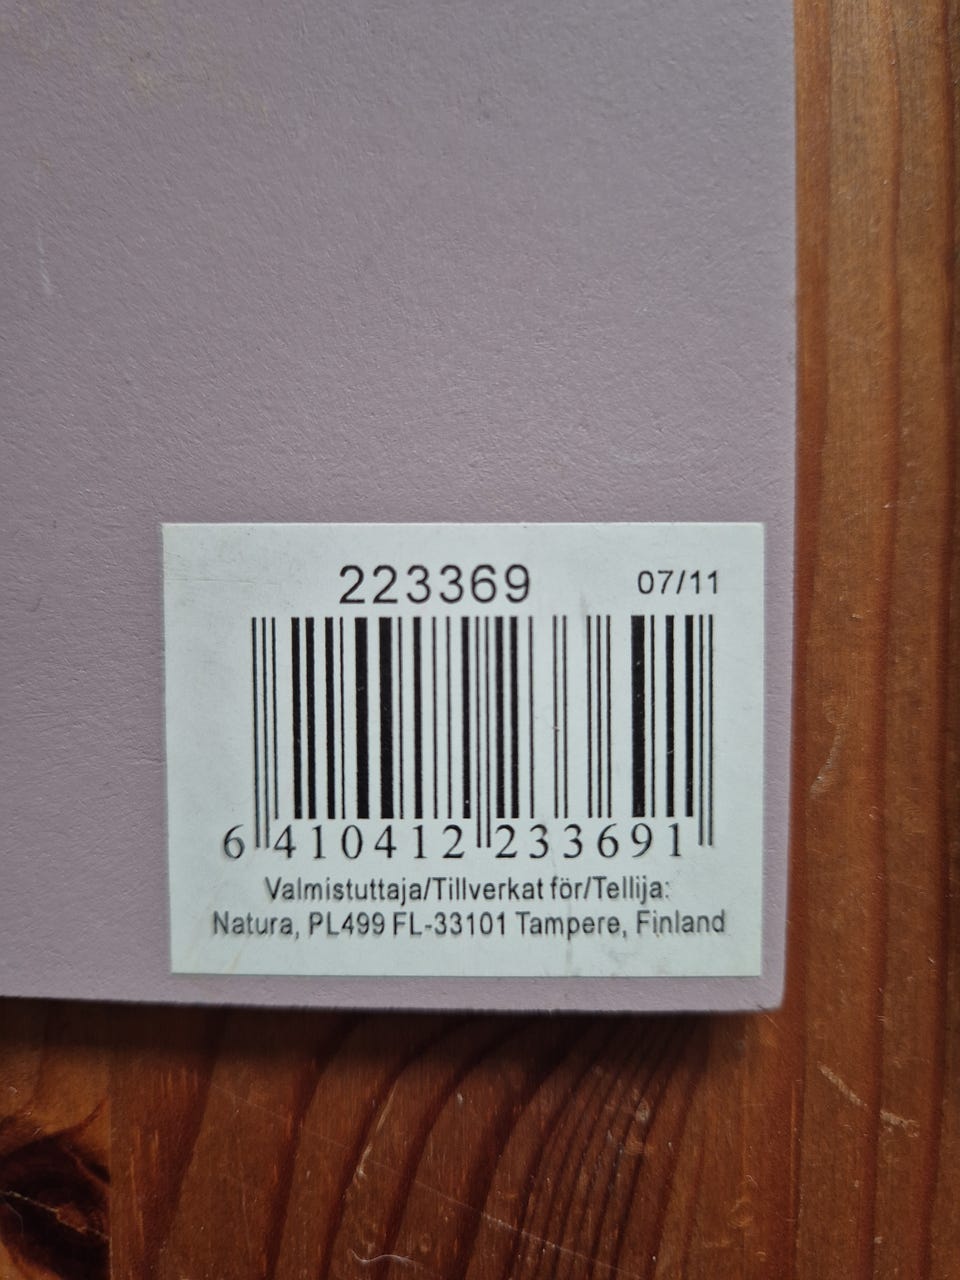 223369 07/11
6 410412 233691
Valmistuttaja/Tillverkat för/Tellija:
Natura, PL499 FL-33101 Tampere, Finland